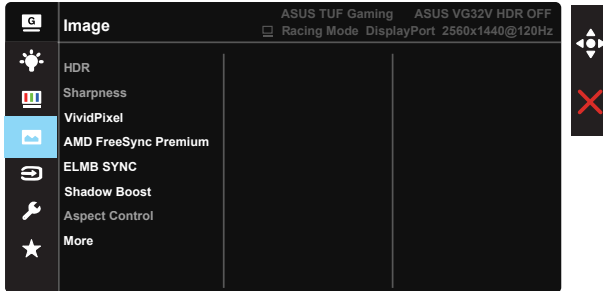 G
Image
ASUS TUF Gaming ASUS VG32V HDR OFF
Racing Mode DisplayPort 2560x1440@120Hz
HDR
Sharpness
VividPixel
AMD FreeSync Premium
ELMB SYNC
Shadow Boost
Aspect Control
More